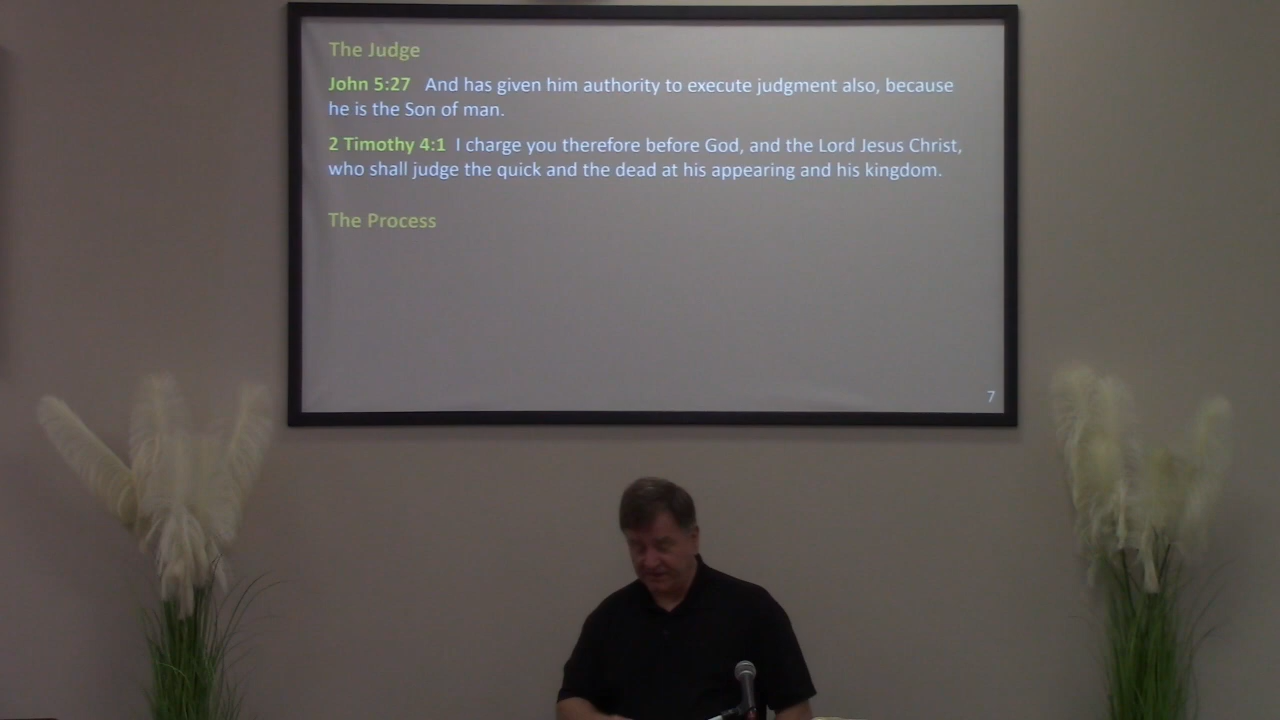 The Judge
John 5:27 And has given him authority to execute judgment also, because
he is the Son of man.
2 Timothy 4:1 I charge you therefore before God, and the Lord Jesus Christ,
who shall judge the quick and the dead at his appearing and his kingdom.
The Process
7